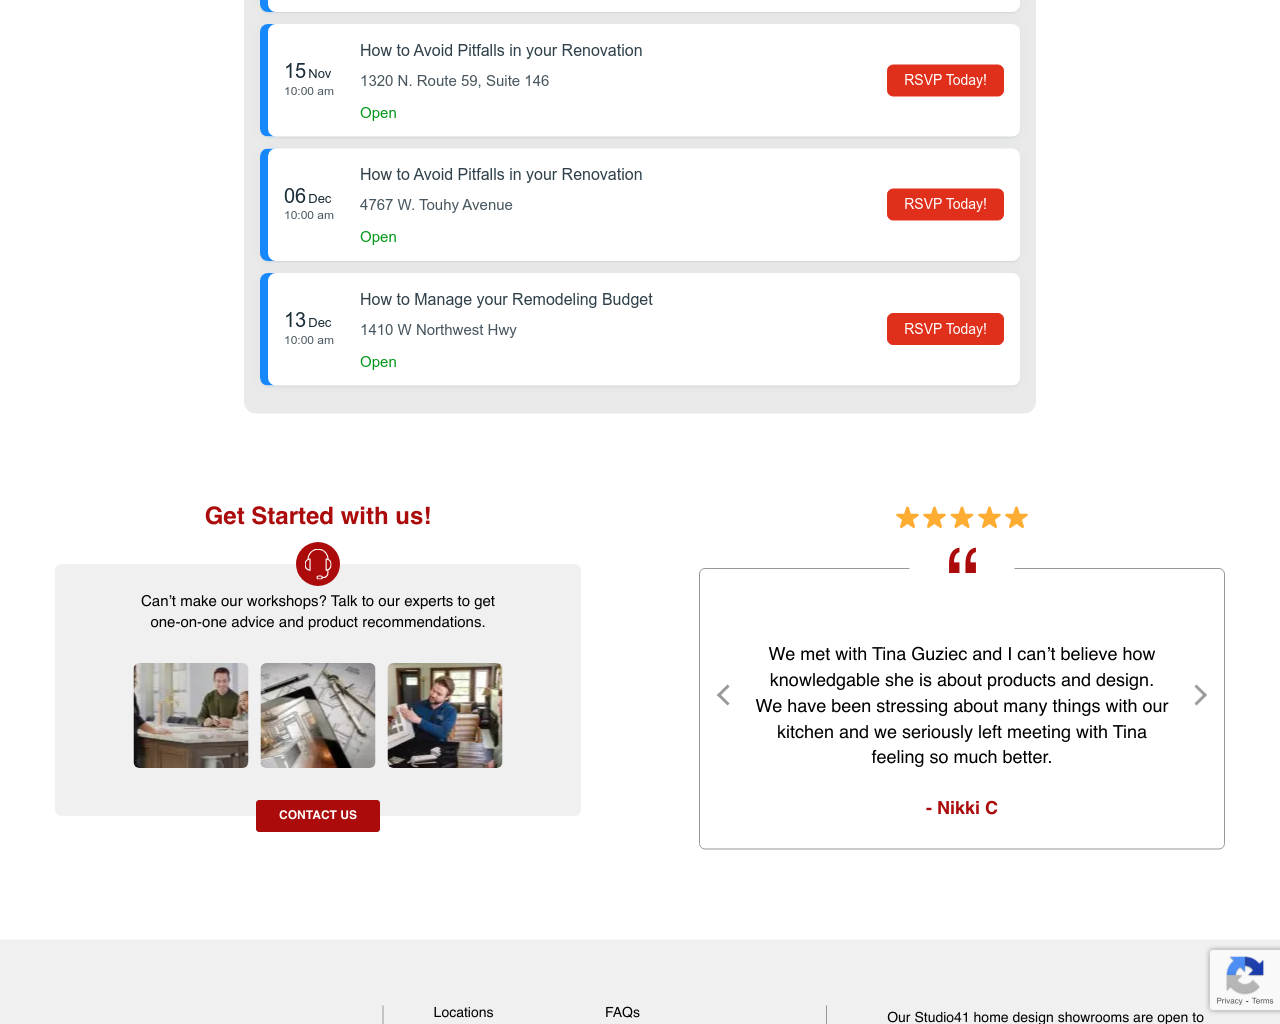 How to Avoid Pitfalls in your Renovation
15 Nov
1320 N. Route 59, Suite 146
RSVP Today!
10:00 am
Open
How to Avoid Pitfalls in your Renovation
06 Dec
4767 W. Touhy Avenue
RSVP Today!
10:00 am
Open
How to Manage your Remodeling Budget
13 Dec
1410 W Northwest Hwy
RSVP Today!
10:00 am
Open
Get Started with us!
Can’t make our workshops? Talk to our experts to get
one-on-one advice and product recommendations.
CONTACT US
“
We met with Tina Guziec and I can’t believe how
knowledgable she is about products and design.
We have been stressing about many things with our
kitchen and we seriously left meeting with Tina
feeling so much better.
- Nikki C
Locations
FAQs
Our Studio41 home design showrooms are open to
Privacy - Terms